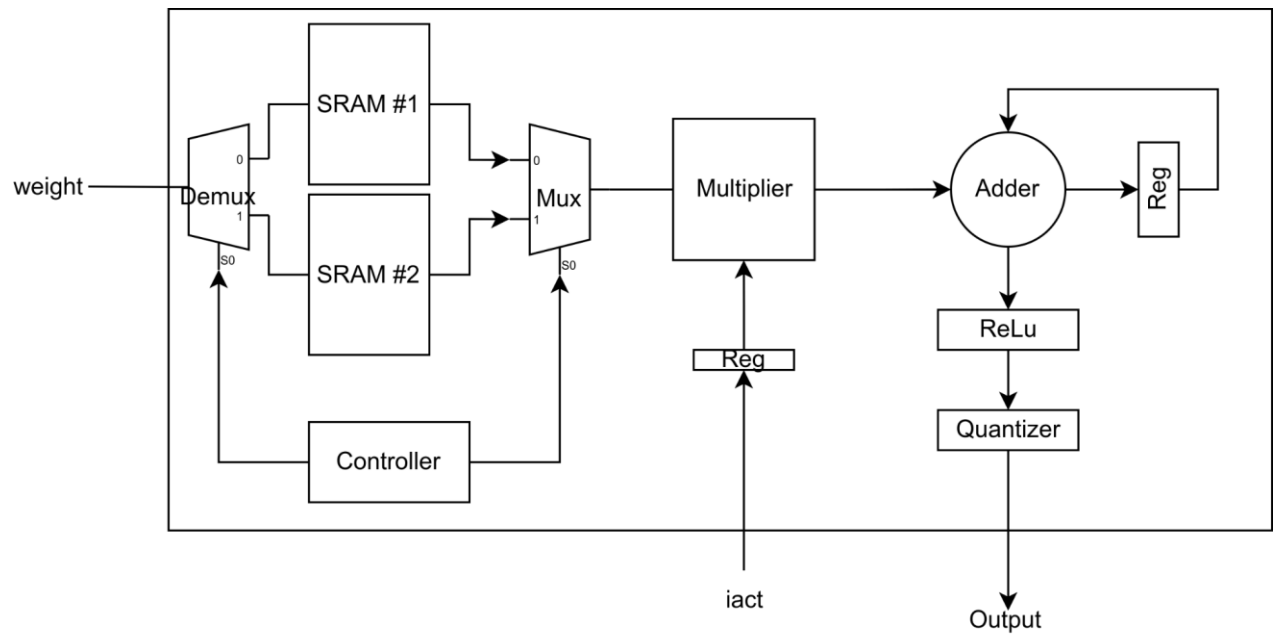 SRAM #1
0
0
weight
Demux
Mux
Multiplier
Adder
Reg
1
1
S0
S0
SRAM #2
ReLu
Reg
Quantizer
Controller
iact
Output